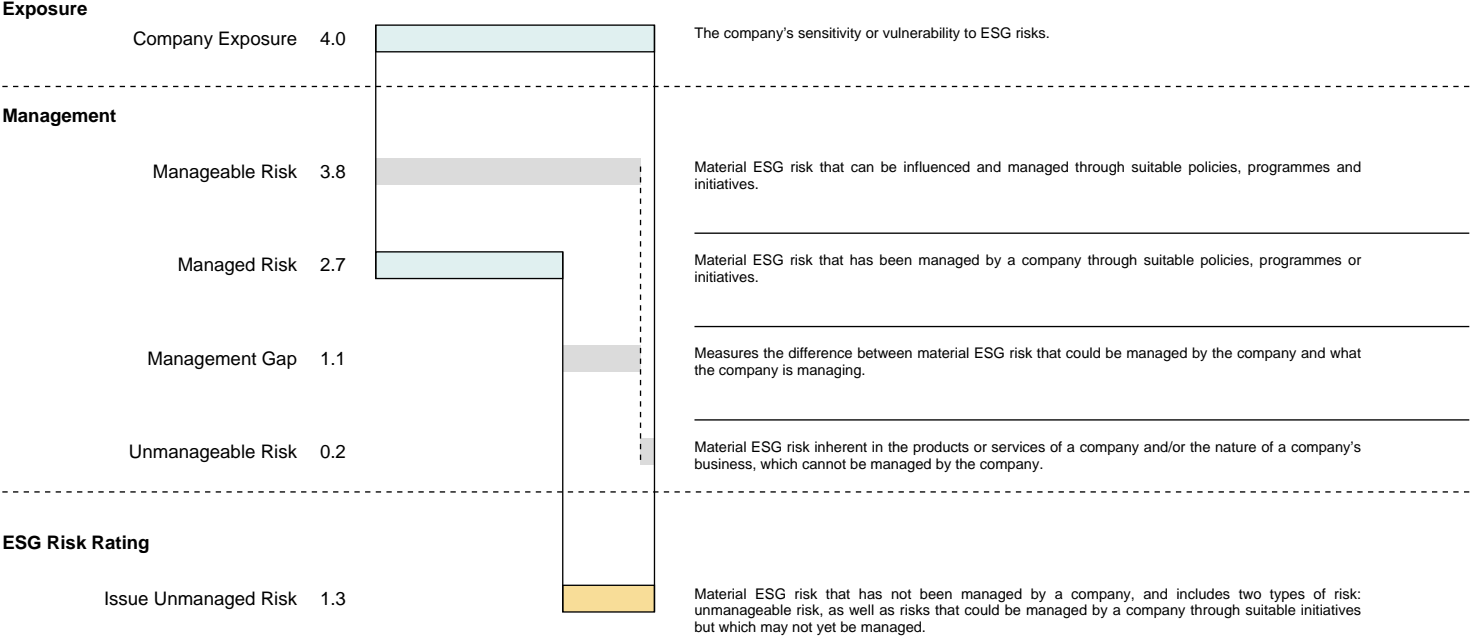 Exposure
Company Exposure 4.0
The company’s sensitivity or vulnerability to ESG risks.
Management
Manageable Risk 3.8
Material ESG risk that can be influenced and managed through suitable policies, programmes and
initiatives.
Managed Risk 2.7
Material ESG risk that has been managed by a company through suitable policies, programmes or
initiatives.
Management Gap 1.1
Measures the difference between material ESG risk that could be managed by the company and what
the company is managing.
Unmanageable Risk 0.2
Material ESG risk inherent in the products or services of a company and/or the nature of a company’s
business, which cannot be managed by the company.
ESG Risk Rating
Issue Unmanaged Risk 1.3
Material ESG risk that has not been managed by a company, and includes two types of risk:
unmanageable risk, as well as risks that could be managed by a company through suitable initiatives
but which may not yet be managed.